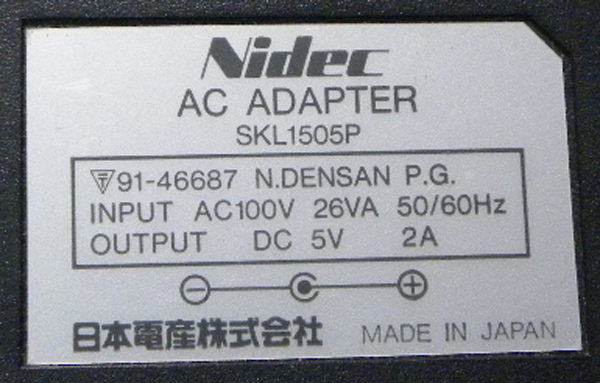 Nidec
AC ADAPTER
SKL1505P
91-46687 N.DENSAN P.G.
INPUT AC100V 26VA 50/60Hz
OUTPUT DC 5V 2A
日本電産株式会社 MADE IN JAPAN